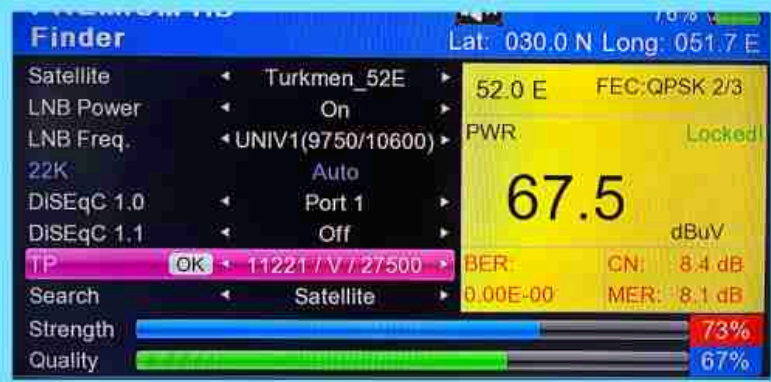 76%
Finder
Lat: 030.0 N Long: 051.7 E
Satellite Turkmen_52E
LNB Power On
LNB Freq. UNIV1(9750/10600)
22K Auto
DiSEqC 1.0 Port 1
DiSEqC 1.1 Off
TP OK 11221 / V / 27500
Search Satellite
Strength 73%
Quality 67%
52.0 E FEC:QPSK 2/3
PWR Locked!
67.5
dBuV
BER: CN: 8.4 dB
0.00E-00 MER: 8.1 dB